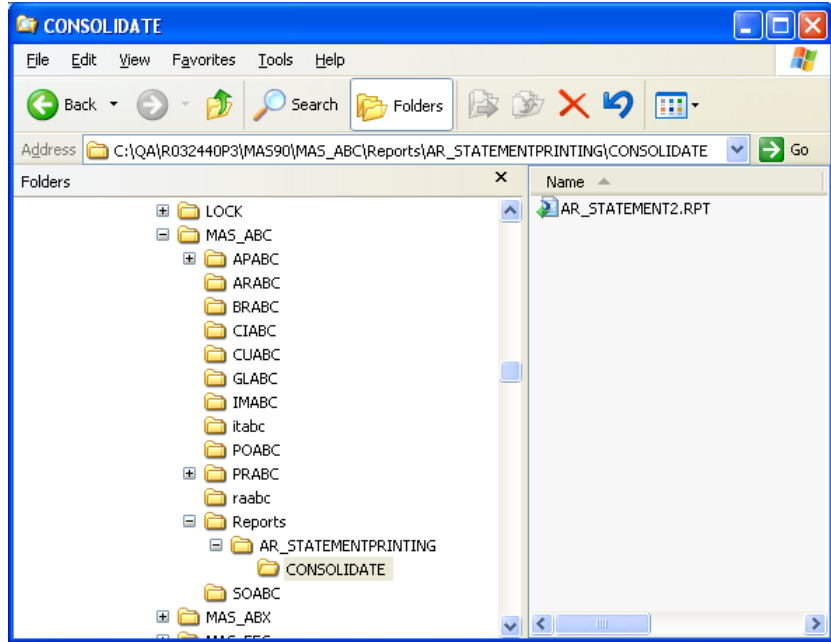 CONSOLIDATE
File Edit View Favorites Tools Help
Back Search Folders
Address C:\QA\R032440P3\MAS90\MAS_ABC\Reports\AR_STATEMENTPRINTING\CONSOLIDATE Go
Folders x Name
LOCK AR_STATEMENT2.RPT
MAS_ABC
APABC
ARABC
BRABC
CIABC
CUABC
GLABC
IMABC
itabc
POABC
PRABC
raabc
Reports
AR_STATEMENTPRINTING
CONSOLIDATE
SOABC
MAS_ABX